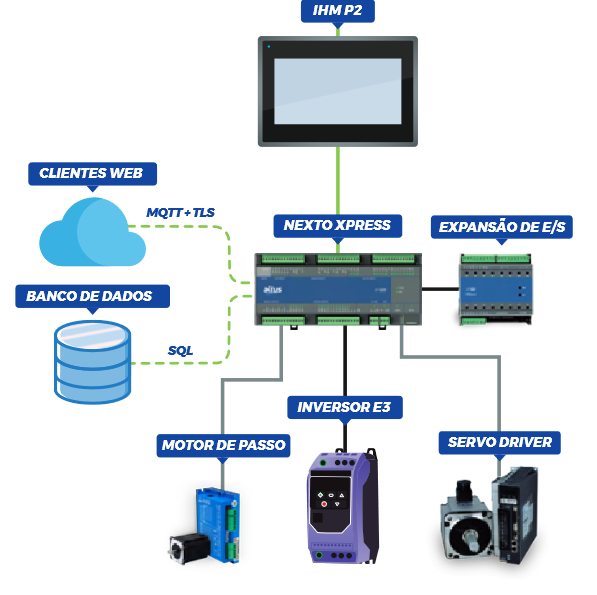 IHM P2
CLIENTES WEB
MQTT + TLS
NEXTO XPRESS
EXPANSÃO DE E/S
altus
BANCO DE DADOS
SQL
INVERSOR E3
MOTOR DE PASSO
SERVO DRIVER